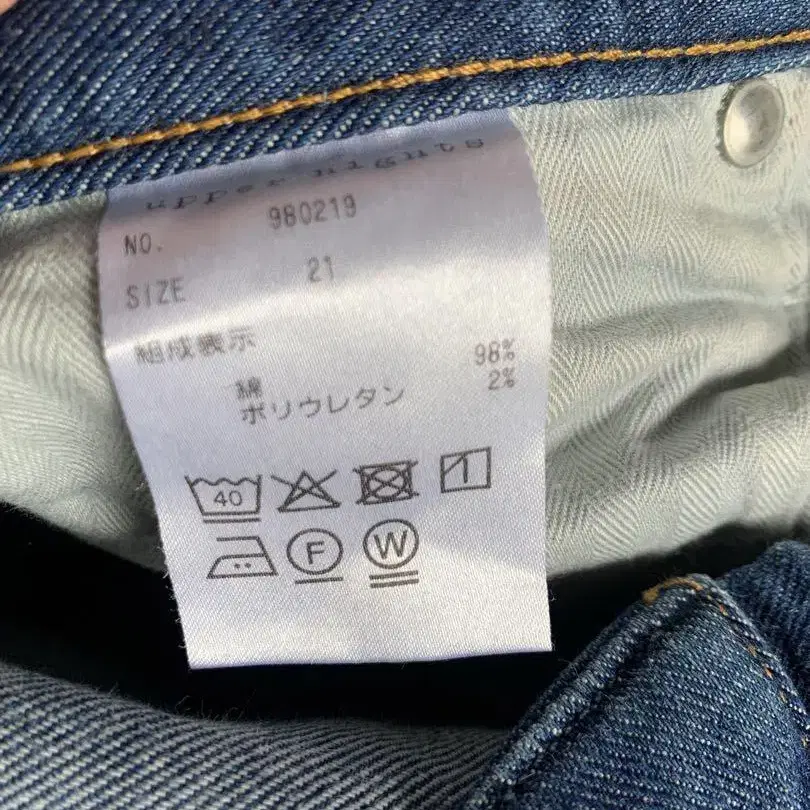 upper hights
NO. 980219
SIZE 21
組成表示
綿 98%
ポリウレタン 2%
40
F W